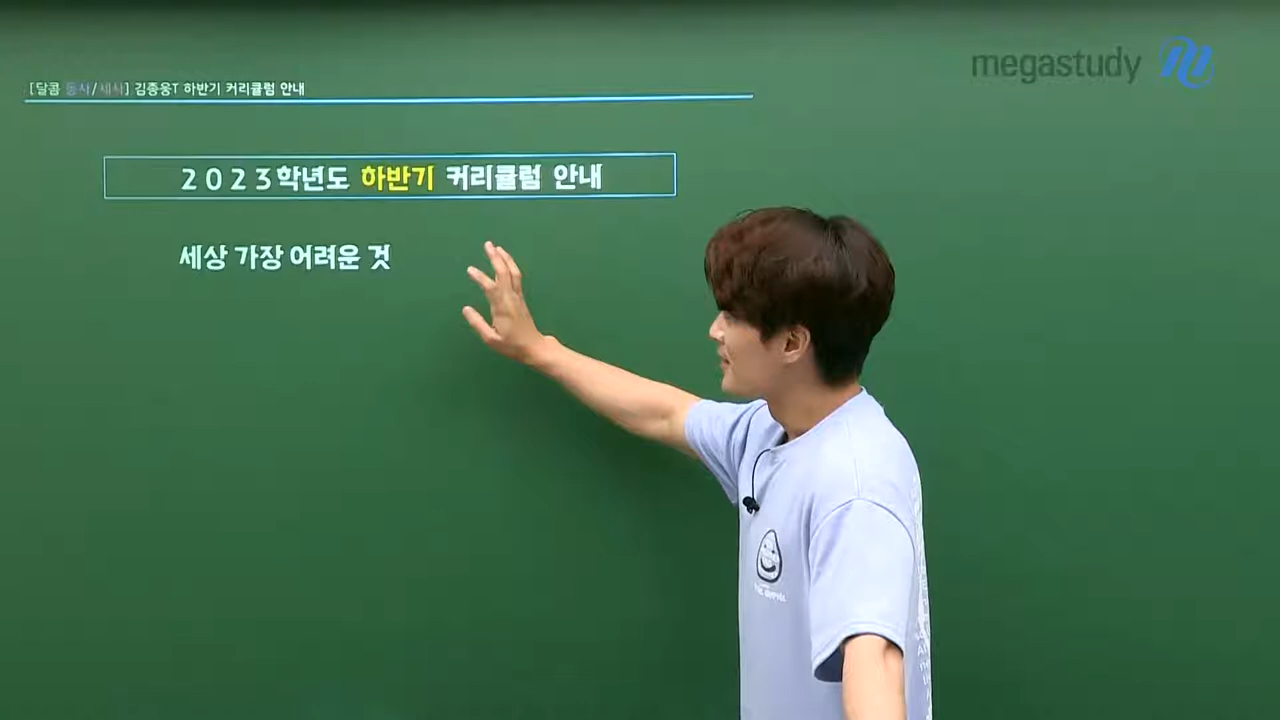 megastudy
[달콤 동사/세사] 김종웅T 하반기 커리큘럼 안내
2023학년도 하반기 커리큘럼 안내
세상 가장 어려운 것